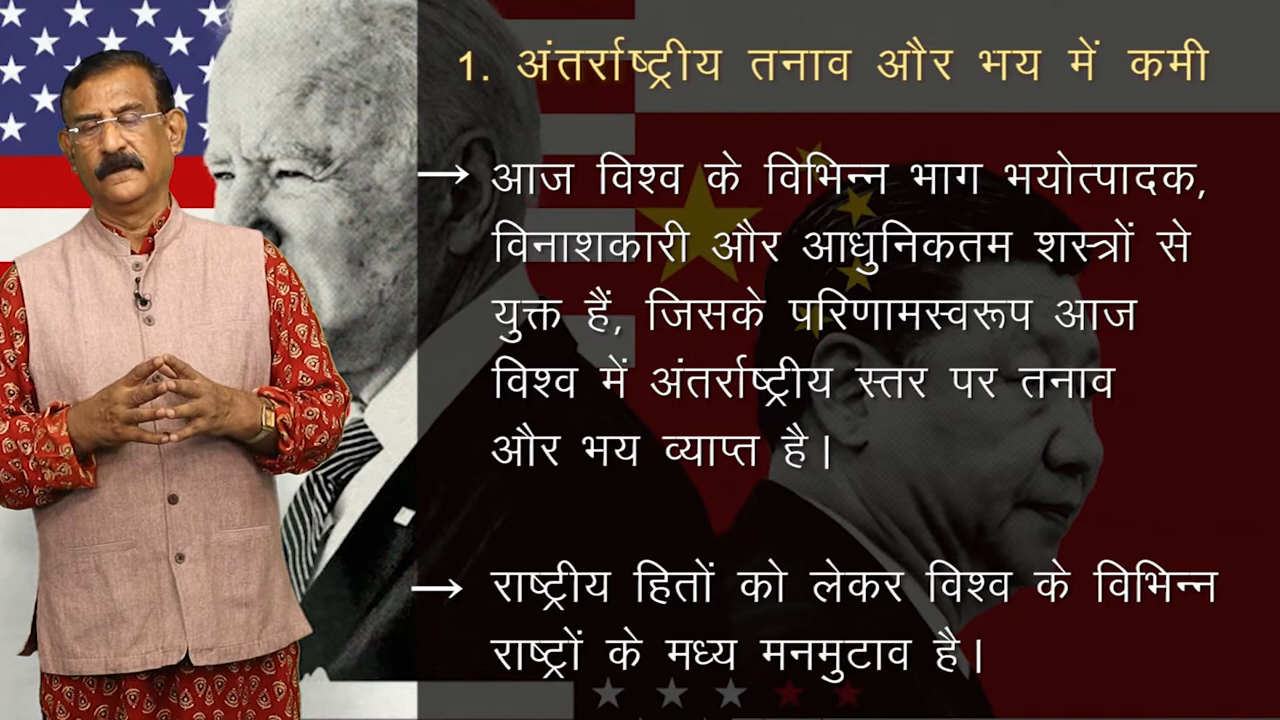 1. अंतर्राष्ट्रीय तनाव और भय में कमी
→ आज विश्व के विभिन्न भाग भयोत्पादक,
विनाशकारी और आधुनिकतम शस्त्रों से
युक्त हैं, जिसके परिणामस्वरूप आज
विश्व में अंतर्राष्ट्रीय स्तर पर तनाव
और भय व्याप्त है।
→ राष्ट्रीय हितों को लेकर विश्व के विभिन्न
राष्ट्रों के मध्य मनमुटाव है।